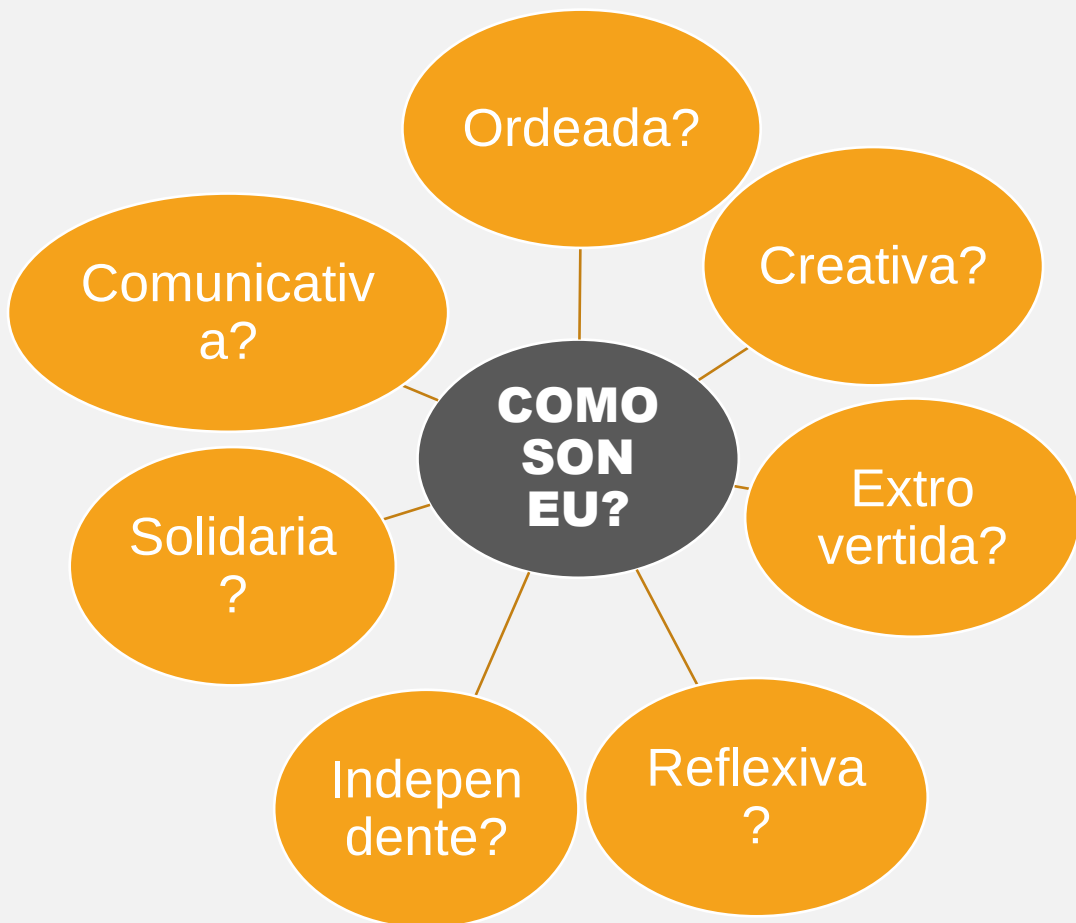 Ordeada?
Creativa?
Comunicativ
a?
COMO
SON
EU?
Extro
vertida?
Solidaria
?
Reflexiva
?
Indepen
dente?